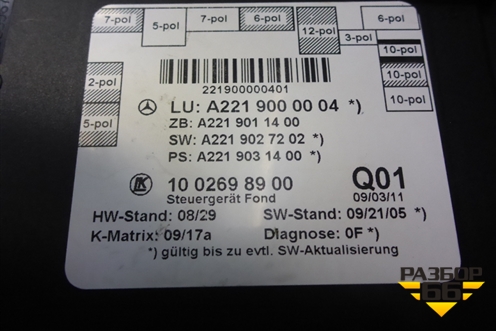 7-pol
5-pol
7-pol
6-pol
12-pol
3-pol
6-pol
10-pol
10-pol
10-pol
2-pol
5-pol
221900000401
LU: A221 900 00 04 *)
ZB: A221 901 14 00
SW: A221 902 72 02 *)
PS: A221 903 14 00 *)
LK 10 0269 89 00 Q01
Steuergerät Fond 09/03/11
HW-Stand: 08/29 SW-Stand: 09/21/05 *)
K-Matrix: 09/17a Diagnose: 0F *)
*) gültig bis zu evtl. SW-Aktualisierung
РАЗБОР
66